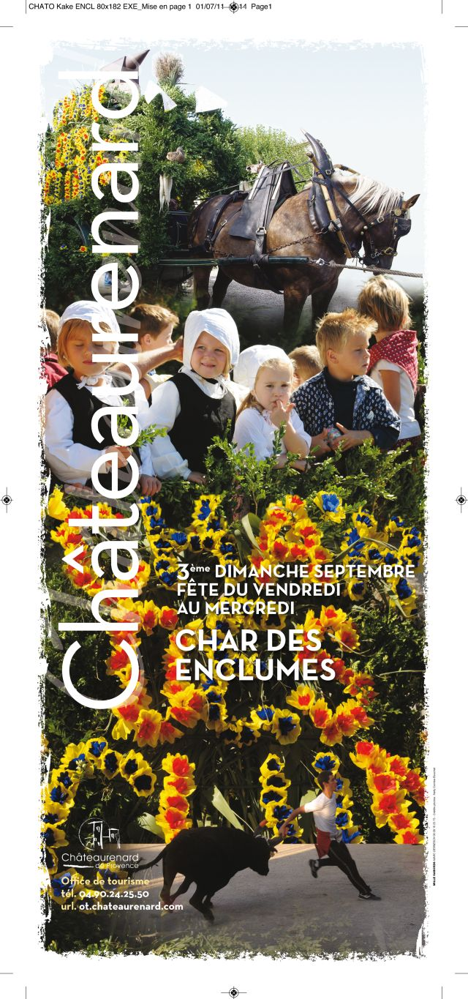 CHATO Kake ENCL 80x182 EXE_Mise en page 1 01/07/11 14 Page1
Châteaurenard
3ème DIMANCHE SEPTEMBRE
FÊTE DU VENDREDI
AU MERCREDI
CHAR DES
ENCLUMES
Châteaurenard
de Provence
Office de tourisme
tél. 04.90.24.25.50
url. ot.chateaurenard.com